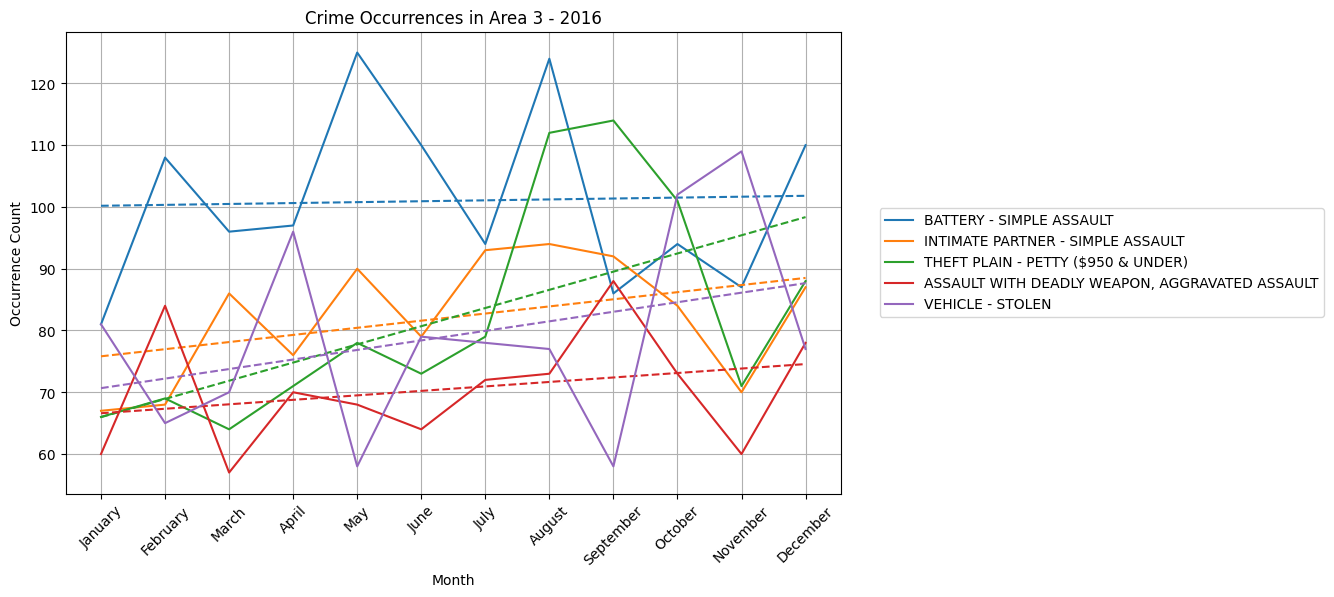 Crime Occurrences in Area 3 - 2016
Occurrence Count
120
110
100
90
80
70
60
January
February
March
April
May
June
July
August
September
October
November
December
Month
BATTERY - SIMPLE ASSAULT
INTIMATE PARTNER - SIMPLE ASSAULT
THEFT PLAIN - PETTY ($950 & UNDER)
ASSAULT WITH DEADLY WEAPON, AGGRAVATED ASSAULT
VEHICLE - STOLEN